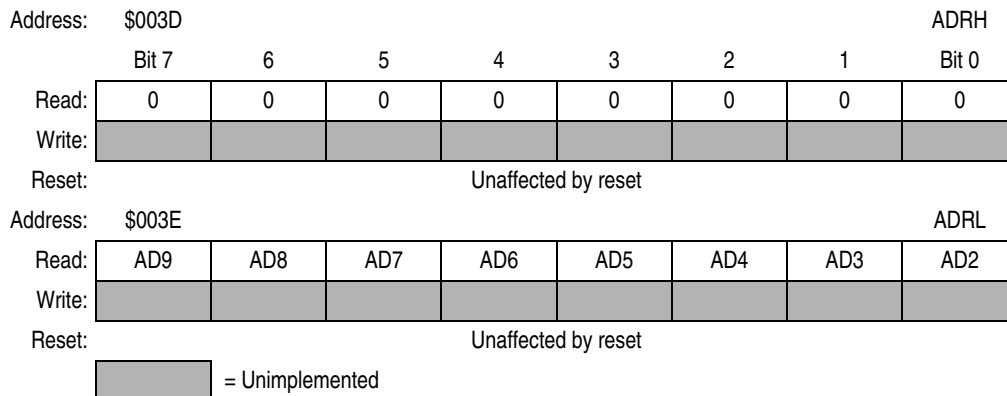 Address: $003D ADRH
Bit 7 6 5 4 3 2 1 Bit 0
Read: 0 0 0 0 0 0 0 0
Write:
Reset: Unaffected by reset
Address: $003E ADRL
Read: AD9 AD8 AD7 AD6 AD5 AD4 AD3 AD2
Write:
Reset: Unaffected by reset
= Unimplemented